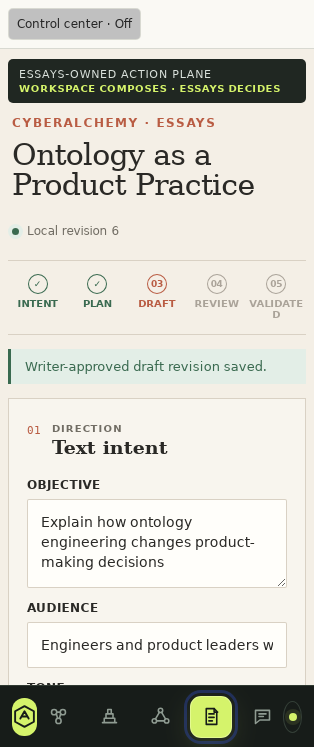 Control center · Off
ESSAYS-OWNED ACTION PLANE
WORKSPACE COMPOSES · ESSAYS DECIDES
CYBERALCHEMY · ESSAYS
Ontology as a
Product Practice
Local revision 6
✓ ✓ 03 04 05
INTENT PLAN DRAFT REVIEW VALIDATE
D
Writer-approved draft revision saved.
01 DIRECTION
Text intent
OBJECTIVE
Explain how ontology
engineering changes product-
making decisions
AUDIENCE
Engineers and product leaders w
TONE